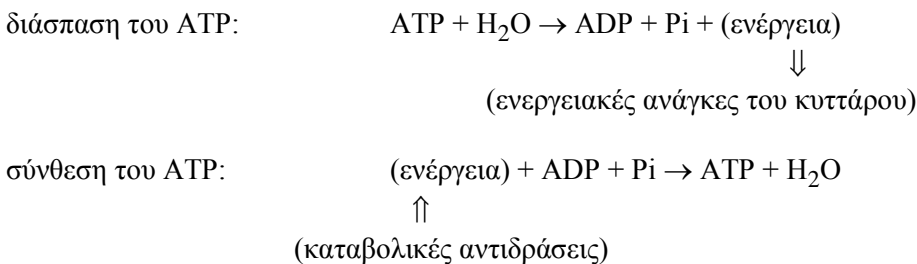 διάσπαση του ATP: ATP + H₂O → ADP + Pi + (ενέργεια)
⇓
(ενεργειακές ανάγκες του κυττάρου)
σύνθεση του ATP: (ενέργεια) + ADP + Pi → ATP + H₂O
⇑
(καταβολικές αντιδράσεις)